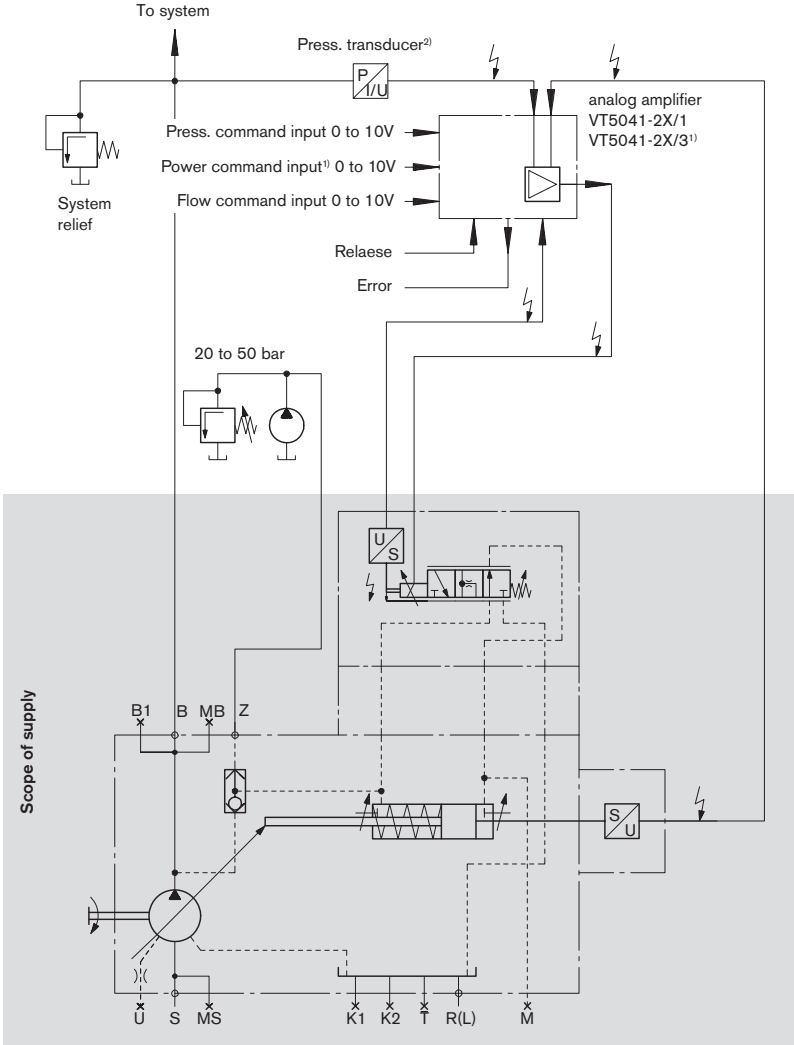 To system
Press. transducer2)
P
I/U
analog amplifier
VT5041-2X/1
VT5041-2X/31)
Press. command input 0 to 10V
Power command input1) 0 to 10V
Flow command input 0 to 10V
System
relief
Relaese
Error
20 to 50 bar
U
S
Scope of supply
B1 B MB Z
S
U
U S MS K1 K2 T R(L) M